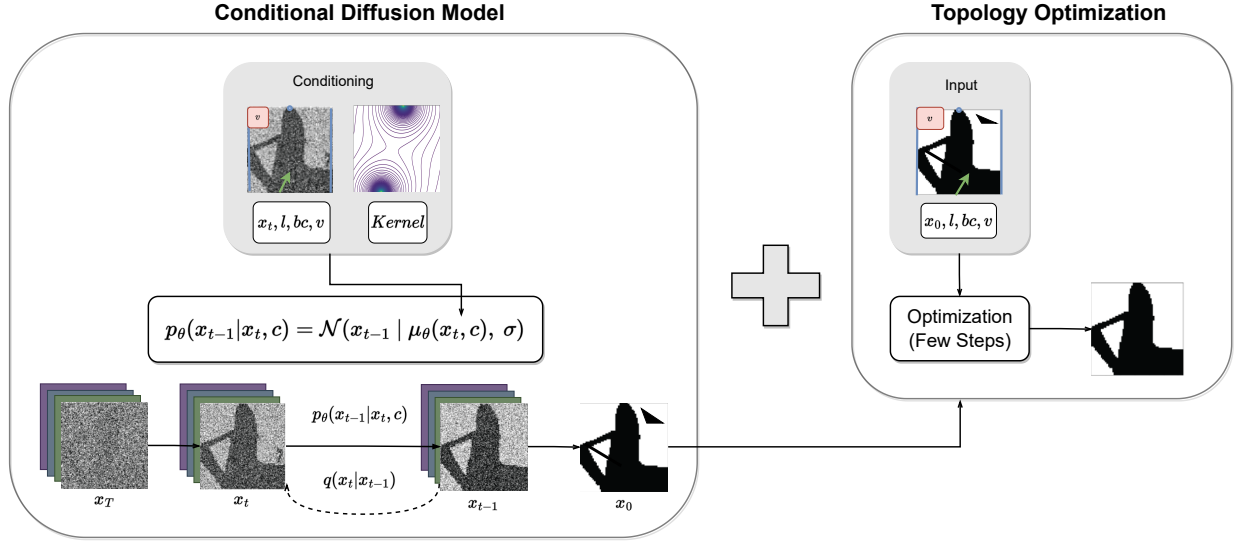 Conditional Diffusion Model
Conditioning
v
x_t, l, bc, v
Kernel
p_θ(x_{t−1}|x_t, c) = 𝒩(x_{t−1} | μ_θ(x_t, c), σ)
p_θ(x_{t−1}|x_t, c)
q(x_t|x_{t−1})
x_T
x_t
x_{t−1}
x_0
Topology Optimization
Input
v
x_0, l, bc, v
Optimization
(Few Steps)